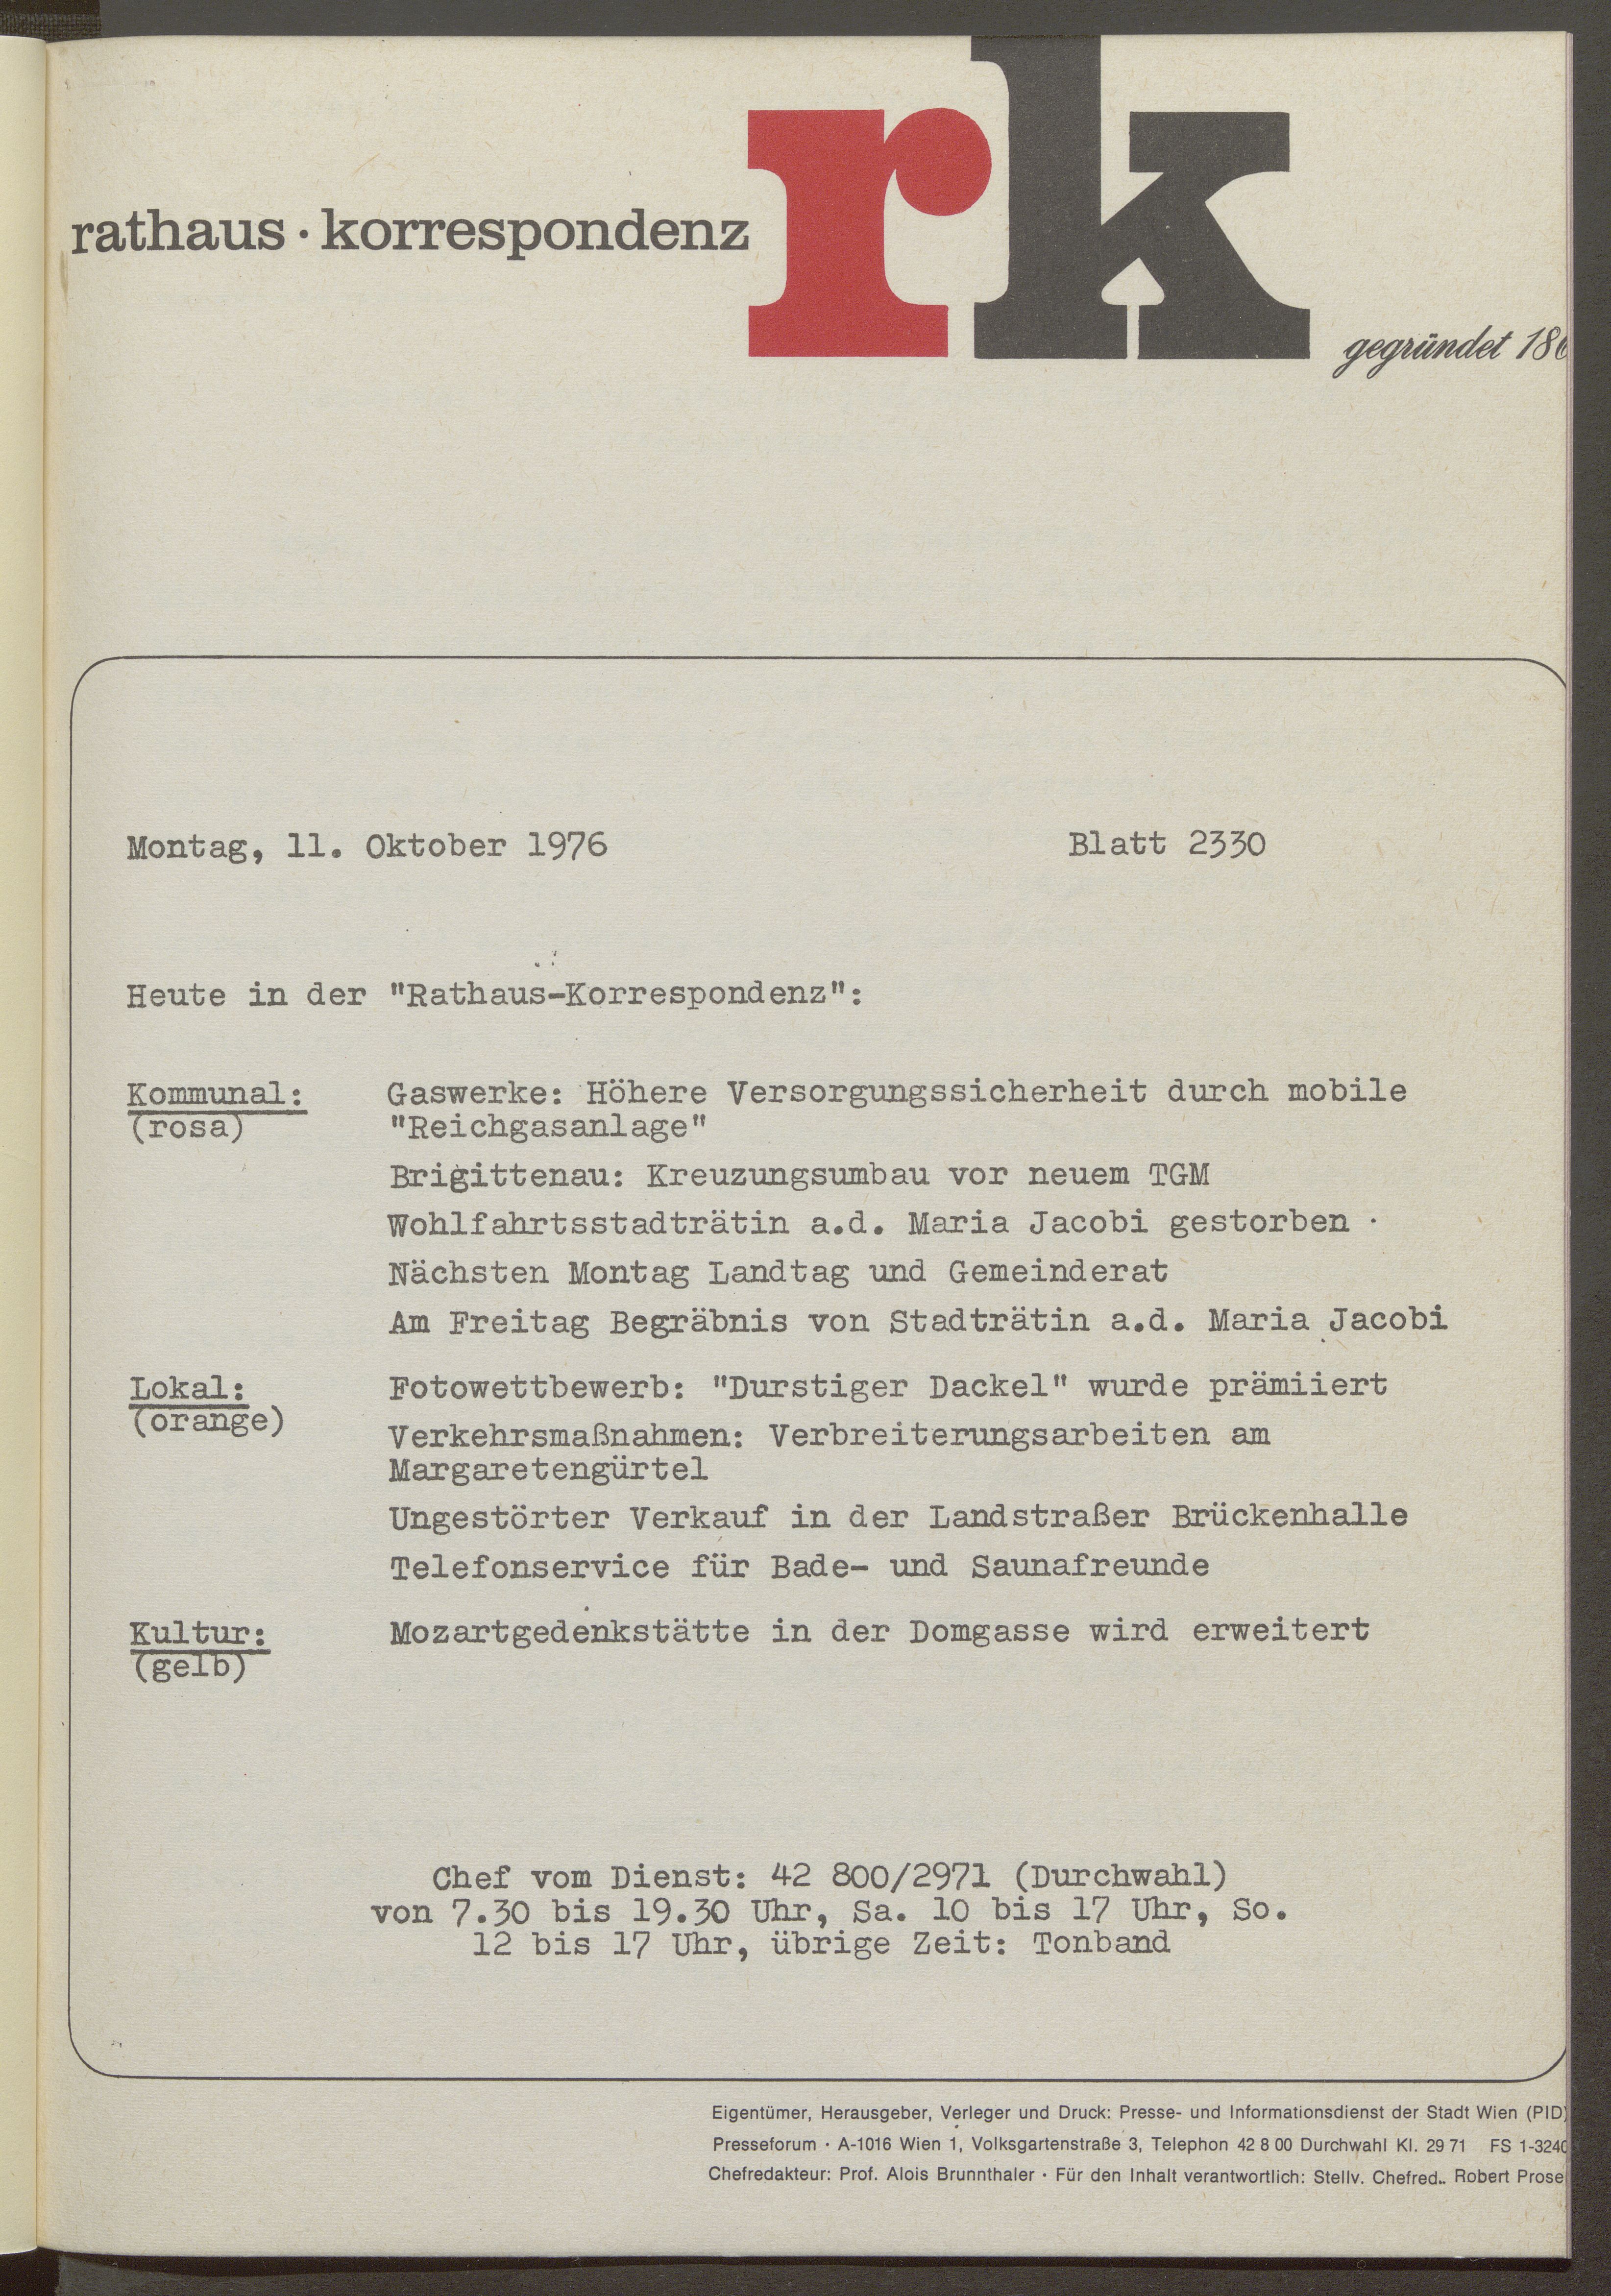 rathaus · korrespondenz
rk
gegründet 186
Montag, 11. Oktober 1976 Blatt 2330
Heute in der "Rathaus-Korrespondenz":
Kommunal: Gaswerke: Höhere Versorgungssicherheit durch mobile
(rosa) "Reichgasanlage"
Brigittenau: Kreuzungsumbau vor neuem TGM
Wohlfahrtsstadträtin a.d. Maria Jacobi gestorben
Nächsten Montag Landtag und Gemeinderat
Am Freitag Begräbnis von Stadträtin a.d. Maria Jacobi
Lokal: Fotowettbewerb: "Durstiger Dackel" wurde prämiiert
(orange)
Verkehrsmaßnahmen: Verbreiterungsarbeiten am
Margaretengürtel
Ungestörter Verkauf in der Landstraßer Brückenhalle
Telefonservice für Bade- und Saunafreunde
Kultur: Mozartgedenkstätte in der Domgasse wird erweitert
(gelb)
Chef vom Dienst: 42 800/2971 (Durchwahl)
von 7.30 bis 19.30 Uhr, Sa. 10 bis 17 Uhr, So.
12 bis 17 Uhr, übrige Zeit: Tonband
Eigentümer, Herausgeber, Verleger und Druck: Presse- und Informationsdienst der Stadt Wien (PID)
Presseforum · A-1016 Wien 1, Volksgartenstraße 3, Telephon 42 8 00 Durchwahl Kl. 29 71 FS 1-3240
Chefredakteur: Prof. Alois Brunnthaler · Für den Inhalt verantwortlich: Stellv. Chefred.. Robert Prose